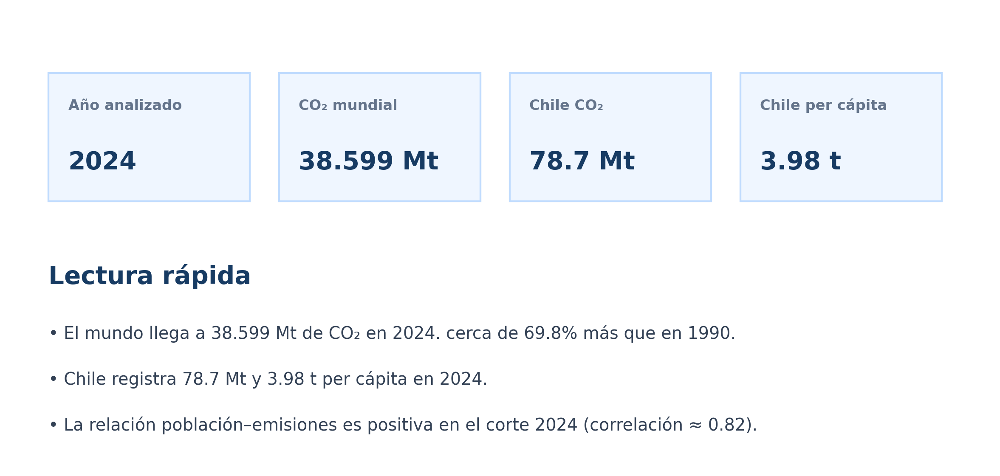 Año analizado
2024
CO₂ mundial
38.599 Mt
Chile CO₂
78.7 Mt
Chile per cápita
3.98 t
Lectura rápida
• El mundo llega a 38.599 Mt de CO₂ en 2024. cerca de 69.8% más que en 1990.
• Chile registra 78.7 Mt y 3.98 t per cápita en 2024.
• La relación población–emisiones es positiva en el corte 2024 (correlación ≈ 0.82).